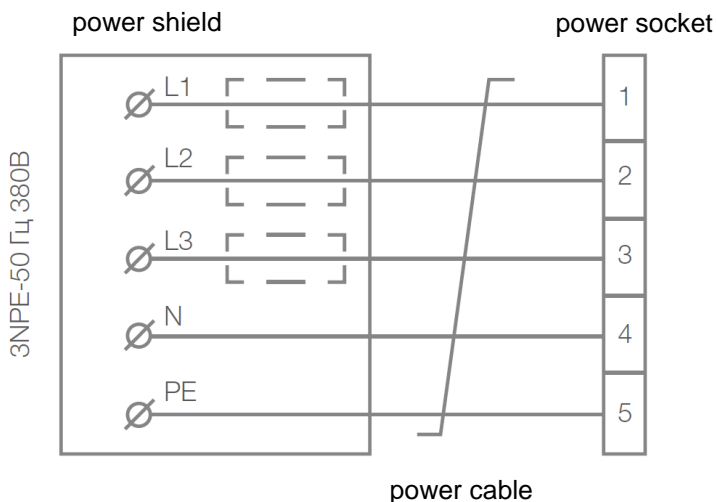 power shield
power socket
3NPE-50 Гц 380В
L1
1
L2
2
L3
3
N
4
PE
5
power cable